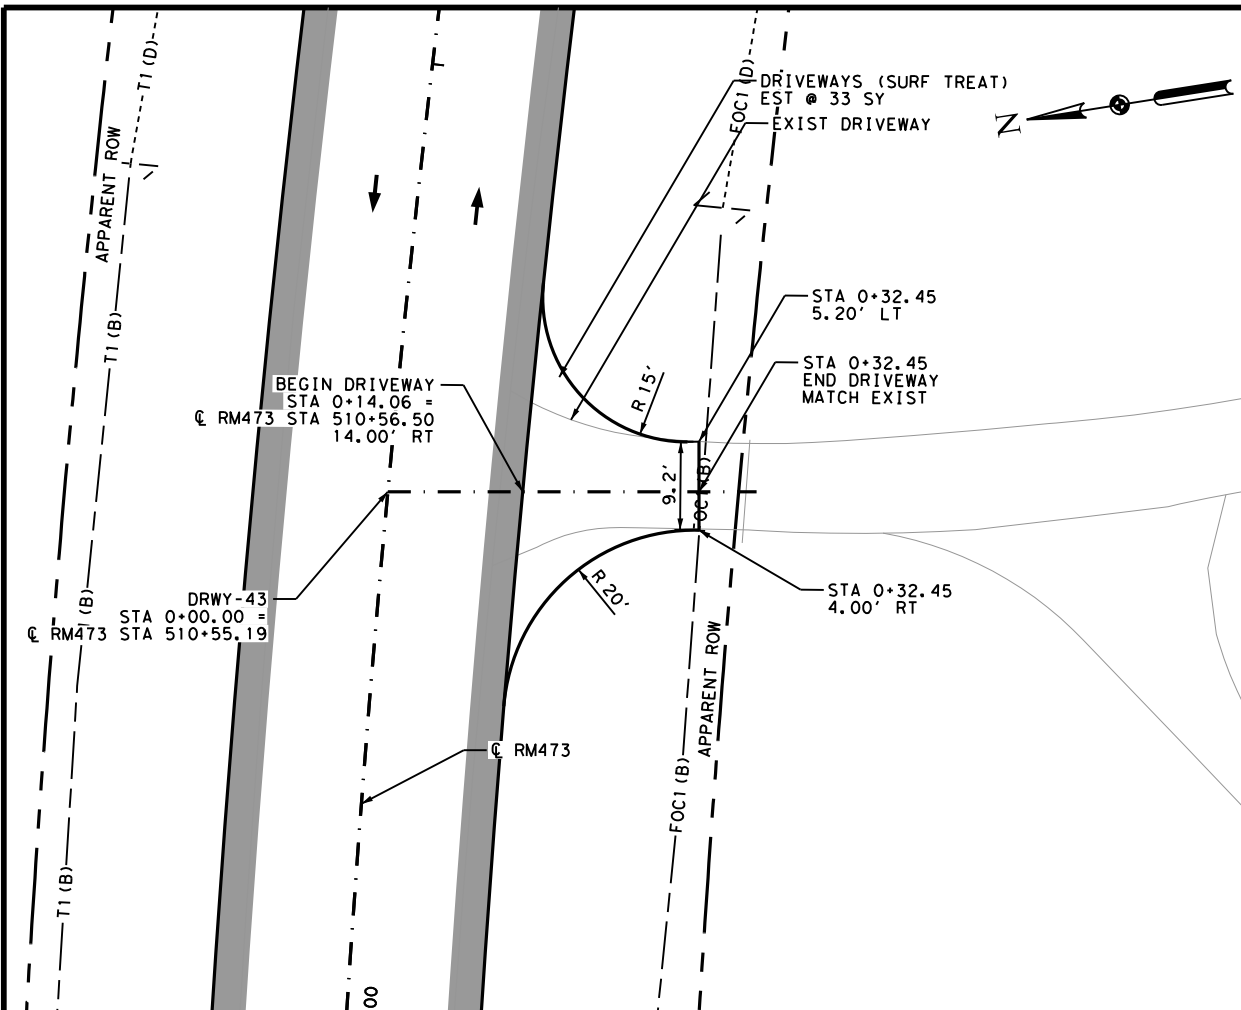 T1(D)
APPARENT ROW
T1(B)
DRIVEWAYS (SURF TREAT)
EST @ 33 SY
EXIST DRIVEWAY
FOC1(D)
N
STA 0+32.45
5.20' LT
STA 0+32.45
END DRIVEWAY
MATCH EXIST
R 15'
BEGIN DRIVEWAY
STA 0+14.06 =
℄ RM473 STA 510+56.50
14.00' RT
9.2'
OC (B)
R 20'
DRWY-43
STA 0+00.00 =
℄ RM473 STA 510+55.19
(B)
STA 0+32.45
4.00' RT
APPARENT ROW
℄ RM473
FOC1(B)
T1(B)
00